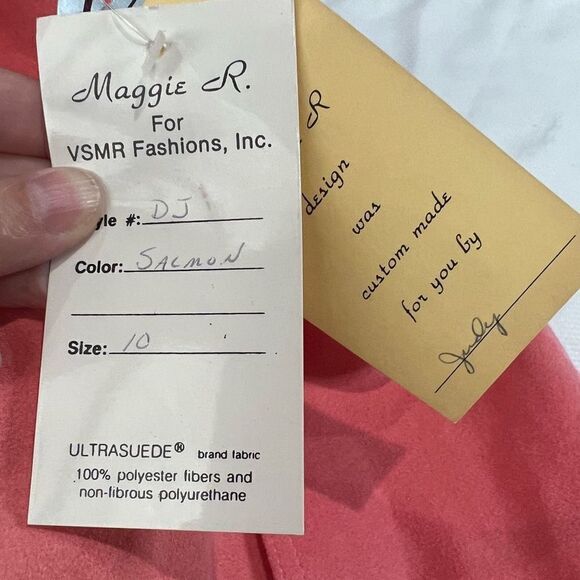 Maggie R.
For
VSMR Fashions, Inc.
yle #: DJ
Color: SALMON
Size: 10
ULTRASUEDE® brand fabric
100% polyester fibers and
non-fibrous polyurethane
R
design
was
custom made
for you by
Judy